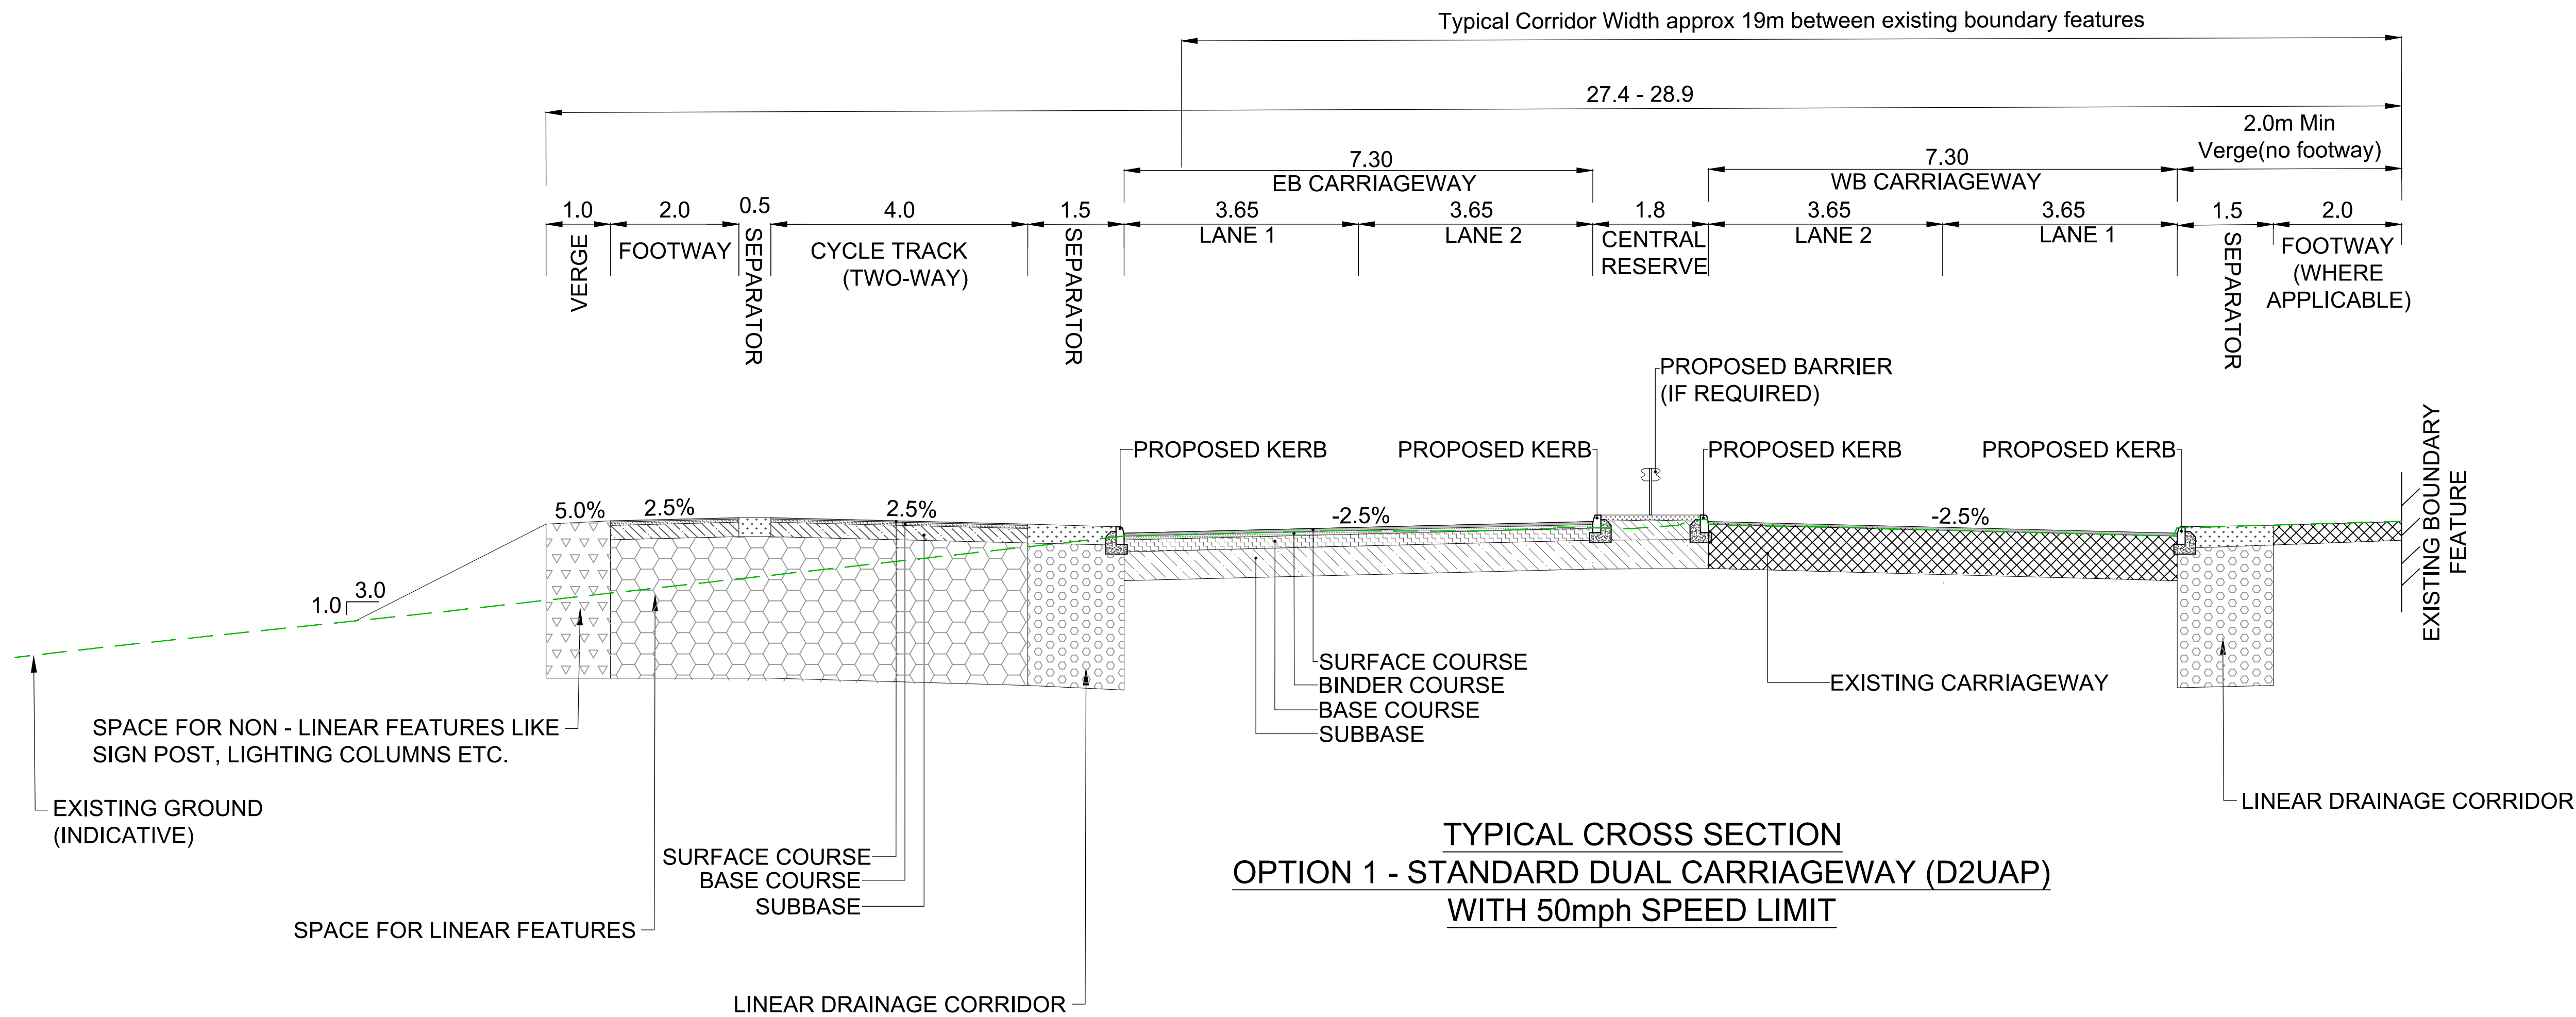 Typical Corridor Width approx 19m between existing boundary features
27.4 - 28.9
2.0m Min
Verge(no footway)
7.30
EB CARRIAGEWAY
7.30
WB CARRIAGEWAY
1.0
VERGE
2.0
FOOTWAY
0.5
SEPARATOR
4.0
CYCLE TRACK
(TWO-WAY)
1.5
SEPARATOR
3.65
LANE 1
3.65
LANE 2
1.8
CENTRAL
RESERVE
3.65
LANE 2
3.65
LANE 1
1.5
SEPARATOR
2.0
FOOTWAY
(WHERE
APPLICABLE)
PROPOSED BARRIER
(IF REQUIRED)
PROPOSED KERB
PROPOSED KERB
PROPOSED KERB
PROPOSED KERB
EXISTING BOUNDARY
FEATURE
5.0%
2.5%
2.5%
-2.5%
-2.5%
1.0
3.0
SURFACE COURSE
BINDER COURSE
BASE COURSE
SUBBASE
EXISTING CARRIAGEWAY
SPACE FOR NON - LINEAR FEATURES LIKE
SIGN POST, LIGHTING COLUMNS ETC.
EXISTING GROUND
(INDICATIVE)
LINEAR DRAINAGE CORRIDOR
SURFACE COURSE
BASE COURSE
SUBBASE
SPACE FOR LINEAR FEATURES
LINEAR DRAINAGE CORRIDOR
TYPICAL CROSS SECTION
OPTION 1 - STANDARD DUAL CARRIAGEWAY (D2UAP)
WITH 50mph SPEED LIMIT